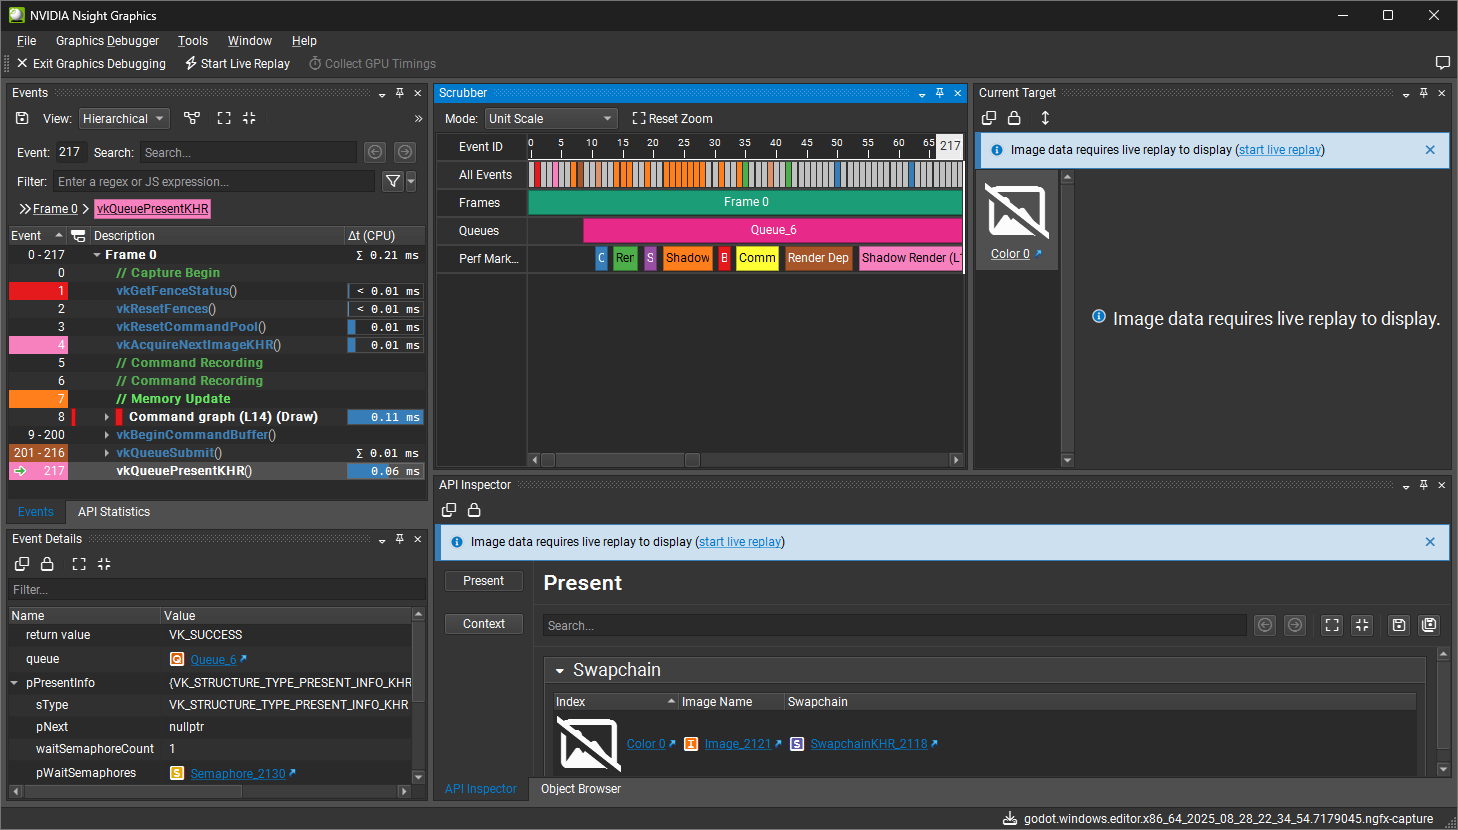 NVIDIA Nsight Graphics
File Graphics Debugger Tools Window Help
Exit Graphics Debugging Start Live Replay Collect GPU Timings
Events
View: Hierarchical
Event: 217 Search: Search...
Filter: Enter a regex or JS expression...
Frame 0 vkQueuePresentKHR
Event Description Δt (CPU)
0 - 217 Frame 0 Σ 0.21 ms
0 // Capture Begin
1 vkGetFenceStatus() < 0.01 ms
2 vkResetFences() < 0.01 ms
3 vkResetCommandPool() 0.01 ms
4 vkAcquireNextImageKHR() 0.01 ms
5 // Command Recording
6 // Command Recording
7 // Memory Update
8 Command graph (L14) (Draw) 0.11 ms
9 - 200 vkBeginCommandBuffer()
201 - 216 vkQueueSubmit() Σ 0.01 ms
217 vkQueuePresentKHR() 0.06 ms
Events API Statistics
Event Details
Filter...
Name Value
return value VK_SUCCESS
queue Q Queue_6
pPresentInfo {VK_STRUCTURE_TYPE_PRESENT_INFO_KHR
sType VK_STRUCTURE_TYPE_PRESENT_INFO_KHR
pNext nullptr
waitSemaphoreCount 1
pWaitSemaphores S Semaphore_2130
Scrubber
Mode: Unit Scale Reset Zoom
Event ID 0 5 10 15 20 25 30 35 40 45 50 55 60 65 217
All Events
Frames Frame 0
Queues Queue_6
Perf Mark... C Rer S Shadow B Comm Render Dep Shadow Render (L1
Current Target
Image data requires live replay to display (start live replay)
Color 0
Image data requires live replay to display.
API Inspector
Image data requires live replay to display (start live replay)
Present
Context
Present
Search...
Swapchain
Index Image Name Swapchain
Color 0 I Image_2121 S SwapchainKHR_2118
API Inspector Object Browser
godot.windows.editor.x86_64_2025_08_28_22_34_54.7179045.ngfx-capture